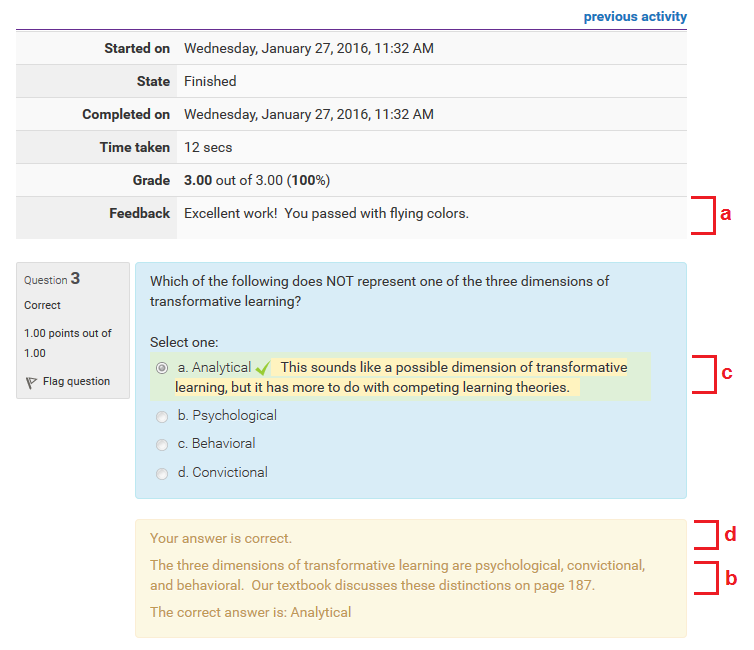 previous activity
Started on Wednesday, January 27, 2016, 11:32 AM
State Finished
Completed on Wednesday, January 27, 2016, 11:32 AM
Time taken 12 secs
Grade 3.00 out of 3.00 (100%)
Feedback Excellent work!  You passed with flying colors.
a
Question 3
Correct
1.00 points out of
1.00
Flag question
Which of the following does NOT represent one of the three dimensions of
transformative learning?
Select one:
a. Analytical This sounds like a possible dimension of transformative
learning, but it has more to do with competing learning theories.
c
b. Psychological
c. Behavioral
d. Convictional
Your answer is correct.
d
The three dimensions of transformative learning are psychological, convictional,
and behavioral.  Our textbook discusses these distinctions on page 187.
b
The correct answer is: Analytical